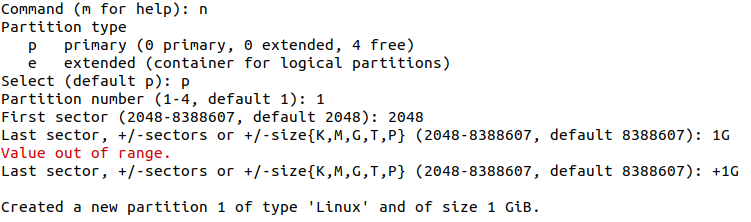 Command (m for help): n
Partition type
   p   primary (0 primary, 0 extended, 4 free)
   e   extended (container for logical partitions)
Select (default p): p
Partition number (1-4, default 1): 1
First sector (2048-8388607, default 2048): 2048
Last sector, +/-sectors or +/-size{K,M,G,T,P} (2048-8388607, default 8388607): 1G
Value out of range.
Last sector, +/-sectors or +/-size{K,M,G,T,P} (2048-8388607, default 8388607): +1G

Created a new partition 1 of type 'Linux' and of size 1 GiB.